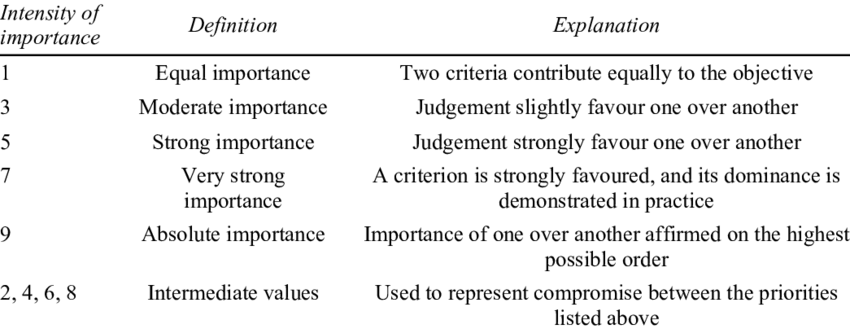 Intensity of importance Definition Explanation
1 Equal importance Two criteria contribute equally to the objective
3 Moderate importance Judgement slightly favour one over another
5 Strong importance Judgement strongly favour one over another
7 Very strong importance A criterion is strongly favoured, and its dominance is demonstrated in practice
9 Absolute importance Importance of one over another affirmed on the highest possible order
2, 4, 6, 8 Intermediate values Used to represent compromise between the priorities listed above